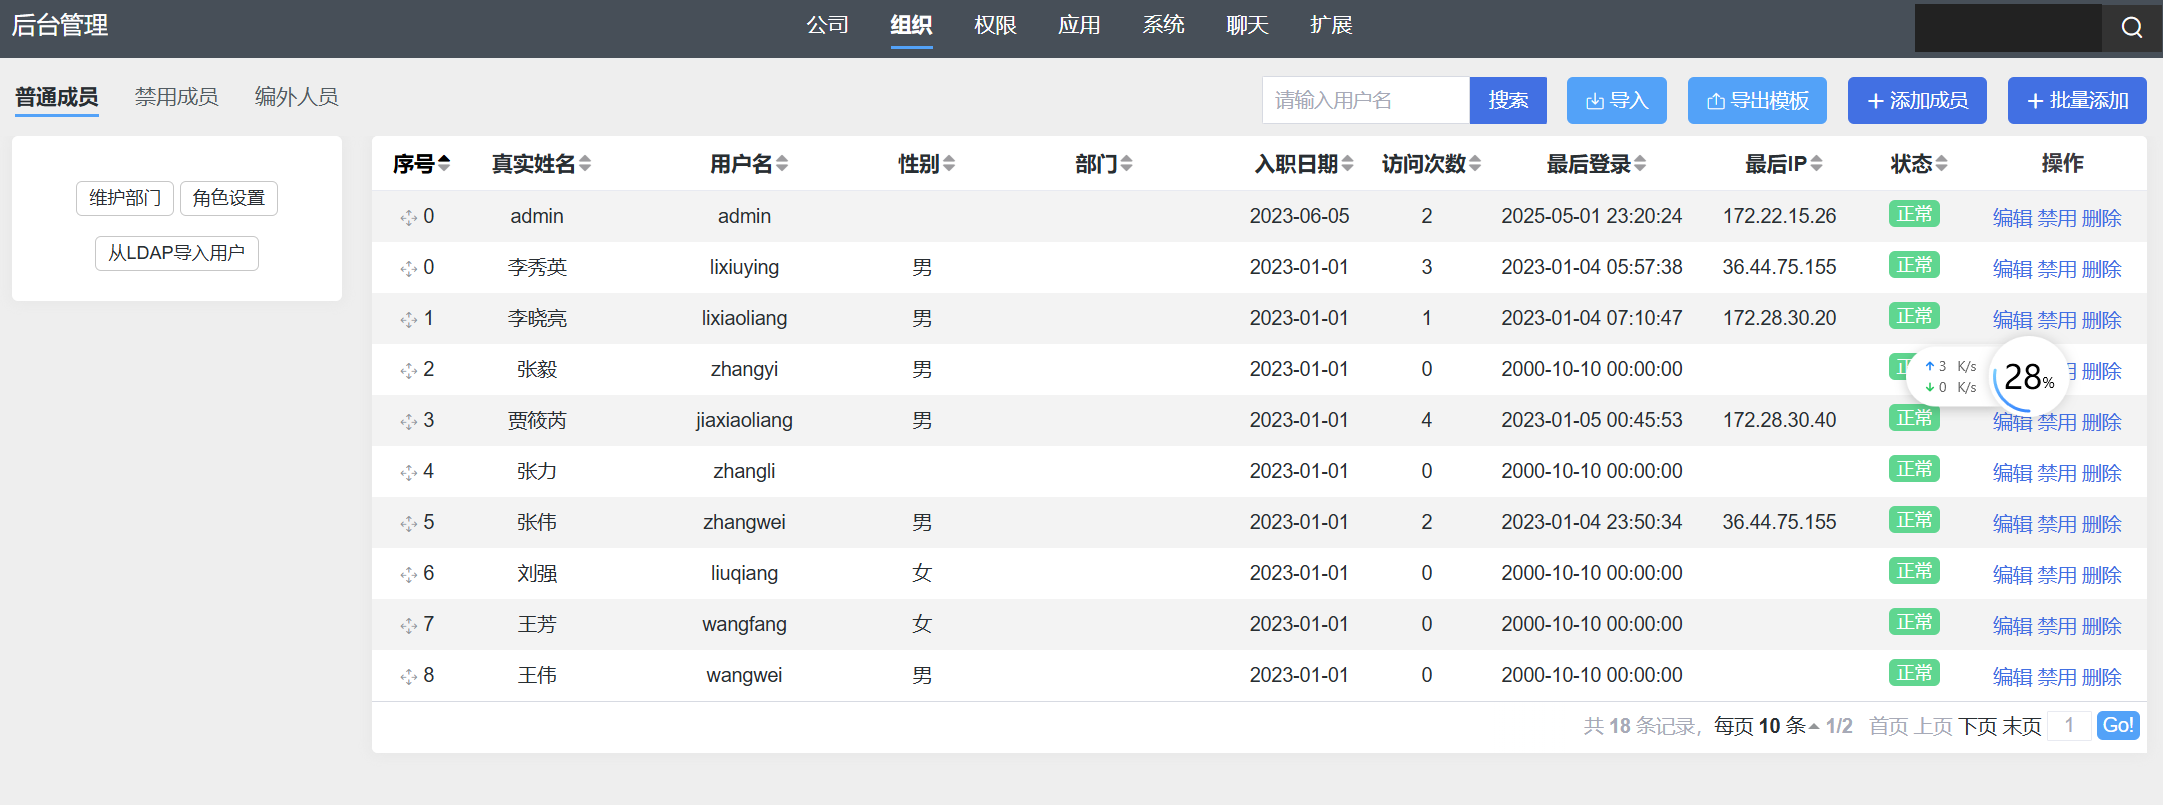 后台管理 公司 组织 权限 应用 系统 聊天 扩展
普通成员 禁用成员 编外人员 请输入用户名 搜索 导入 导出模板 + 添加成员 + 批量添加
维护部门 角色设置
从LDAP导入用户
序号 真实姓名 用户名 性别 部门 入职日期 访问次数 最后登录 最后IP 状态 操作
0 admin admin 2023-06-05 2 2025-05-01 23:20:24 172.22.15.26 正常 编辑 禁用 删除
0 李秀英 lixiuying 男 2023-01-01 3 2023-01-04 05:57:38 36.44.75.155 正常 编辑 禁用 删除
1 李晓亮 lixiaoliang 男 2023-01-01 1 2023-01-04 07:10:47 172.28.30.20 正常 编辑 禁用 删除
2 张毅 zhangyi 男 2023-01-01 0 2000-10-10 00:00:00 删除
↑ 3 K/s
↓ 0 K/s
28%
3 贾筱芮 jiaxiaoliang 男 2023-01-01 4 2023-01-05 00:45:53 172.28.30.40 正常 编辑 禁用 删除
4 张力 zhangli 2023-01-01 0 2000-10-10 00:00:00 正常 编辑 禁用 删除
5 张伟 zhangwei 男 2023-01-01 2 2023-01-04 23:50:34 36.44.75.155 正常 编辑 禁用 删除
6 刘强 liuqiang 女 2023-01-01 0 2000-10-10 00:00:00 正常 编辑 禁用 删除
7 王芳 wangfang 女 2023-01-01 0 2000-10-10 00:00:00 正常 编辑 禁用 删除
8 王伟 wangwei 男 2023-01-01 0 2000-10-10 00:00:00 正常 编辑 禁用 删除
共 18 条记录， 每页 10 条 1/2 首页 上页 下页 末页 1 Go!